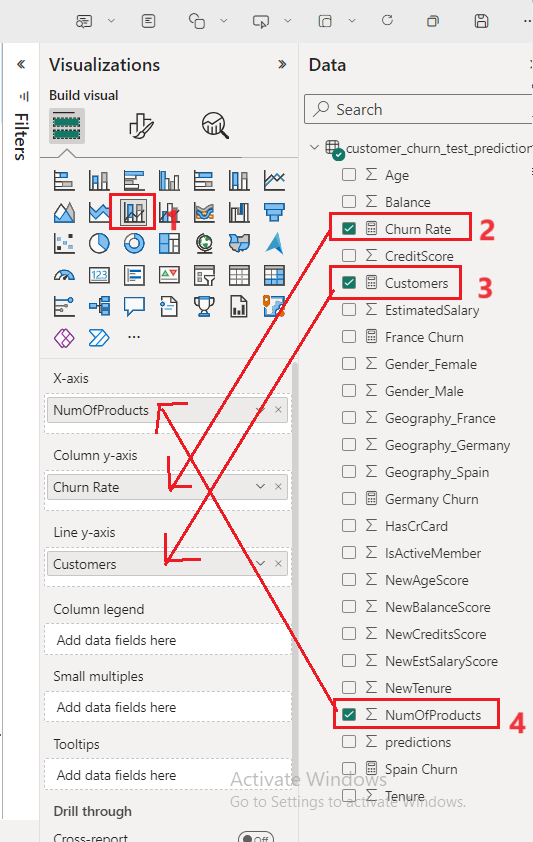 Visualizations
Build visual
Filters
1
123
X-axis
NumOfProducts
Column y-axis
Churn Rate
Line y-axis
Customers
Column legend
Add data fields here
Small multiples
Add data fields here
Tooltips
Add data fields here
Drill through
Cross-report
Off
Data
Search
customer_churn_test_prediction
Age
Balance
Churn Rate
2
CreditScore
Customers
3
EstimatedSalary
France Churn
Gender_Female
Gender_Male
Geography_France
Geography_Germany
Geography_Spain
Germany Churn
HasCrCard
IsActiveMember
NewAgeScore
NewBalanceScore
NewCreditsScore
NewEstSalaryScore
NewTenure
NumOfProducts
4
predictions
Spain Churn
Tenure
Activate Windows
Go to Settings to activate Windows.